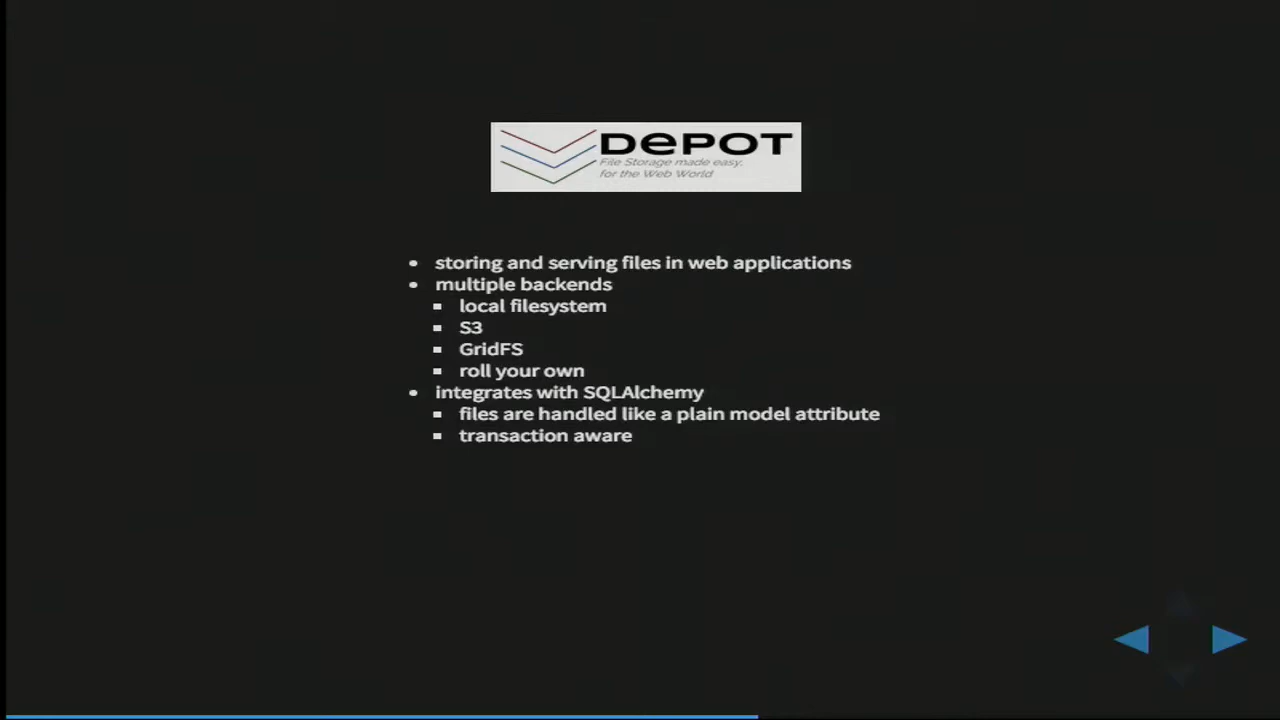 DEPOT
File Storage made easy,
for the Web World
storing and serving files in web applications
multiple backends
local filesystem
S3
GridFS
roll your own
integrates with SQLAlchemy
files are handled like a plain model attribute
transaction aware